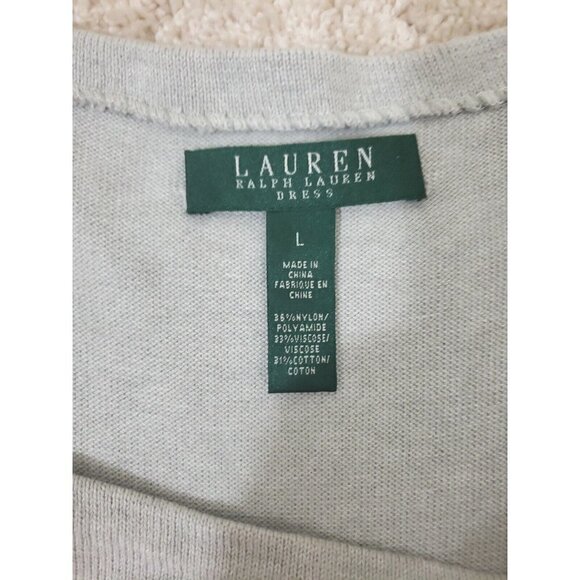 LAUREN
RALPH LAUREN
DRESS
L
MADE IN
CHINA
FABRIQUE EN
CHINE
36%NYLON/
POLYAMIDE
33%VISCOSE/
VISCOSE
31%COTTON/
COTON